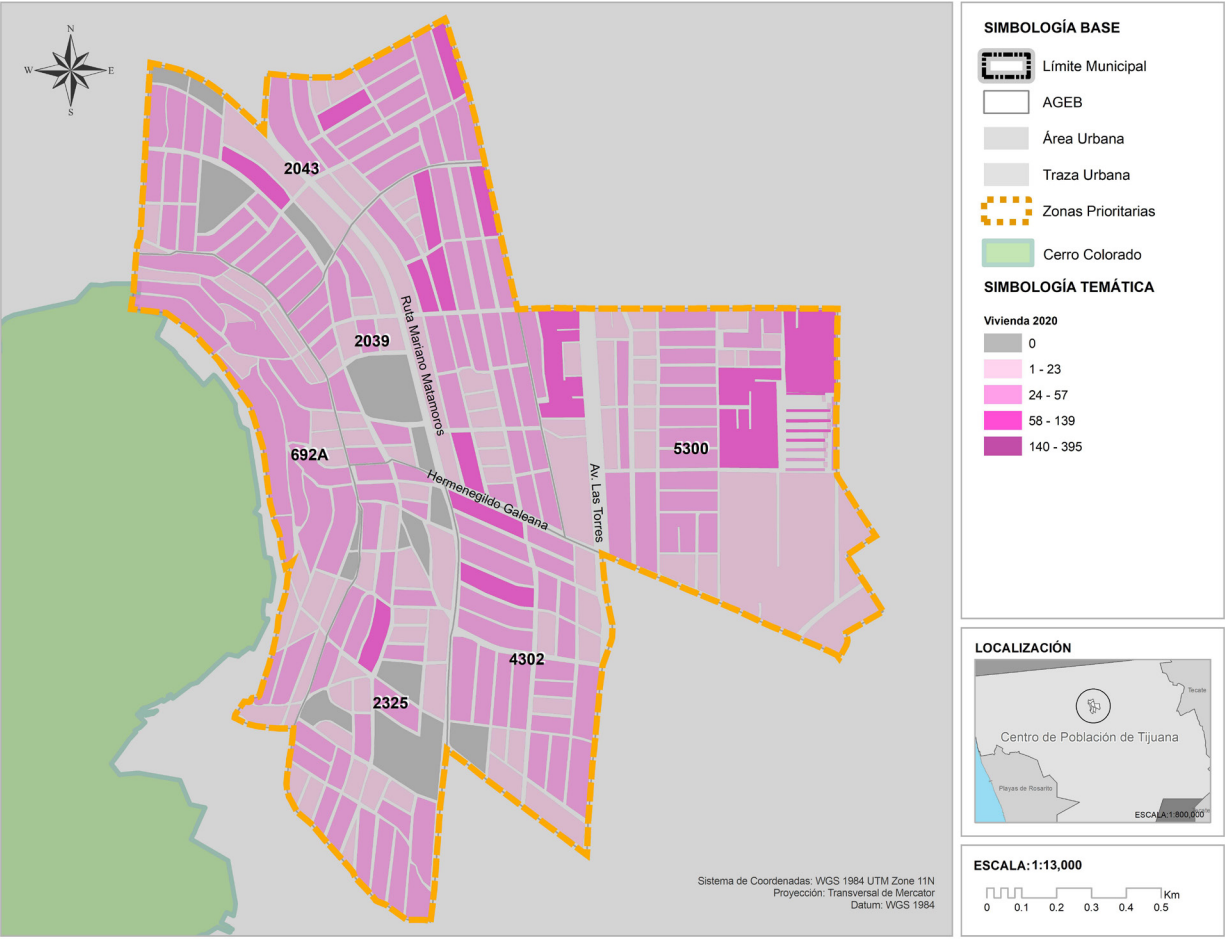 N
W
E
S
2043
2039
Ruta Mariano Matamoros
692A
Hermenegildo Galeana
Av. Las Torres
5300
4302
2325
Sistema de Coordenadas: WGS 1984 UTM Zone 11N
Proyección: Transversal de Mercator
Datum: WGS 1984
SIMBOLOGÍA BASE
Límite Municipal
AGEB
Área Urbana
Traza Urbana
Zonas Prioritarias
Cerro Colorado
SIMBOLOGÍA TEMÁTICA
Vivienda 2020
0
1 - 23
24 - 57
58 - 139
140 - 395
LOCALIZACIÓN
Tecate
Centro de Población de Tijuana
Playas de Rosarito
ESCALA:1:800,000
ESCALA:1:13,000
Km
0 0.1 0.2 0.3 0.4 0.5